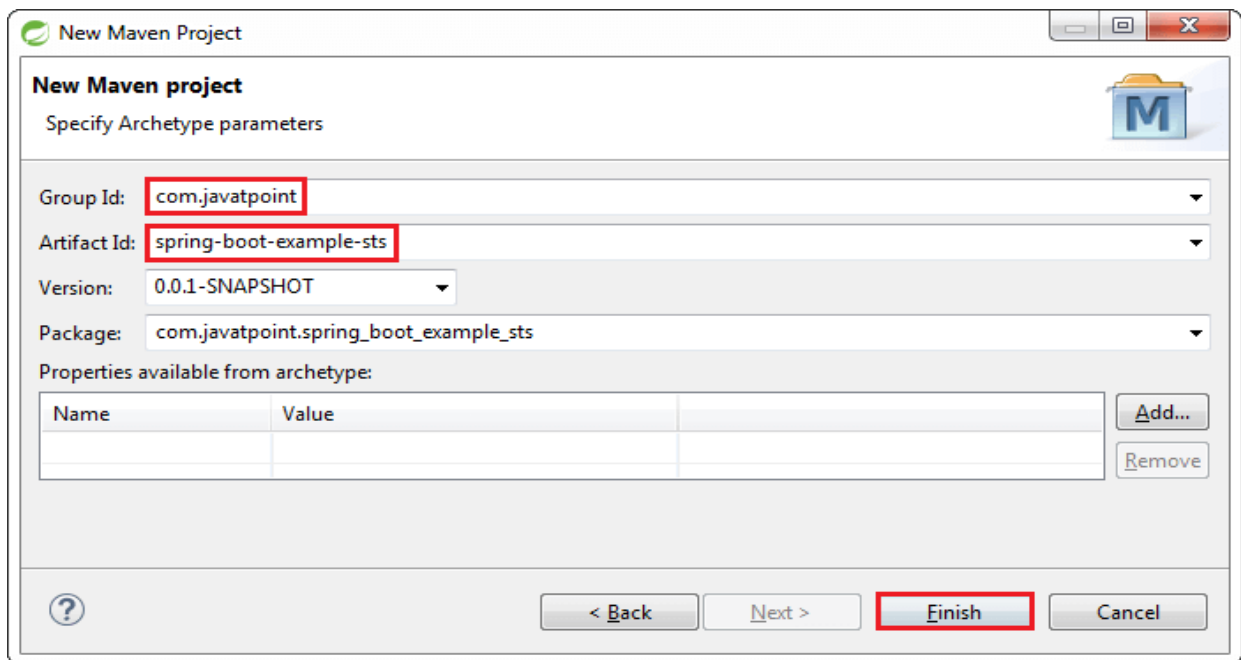 New Maven Project
New Maven project
Specify Archetype parameters
M
Group Id: com.javatpoint
Artifact Id: spring-boot-example-sts
Version: 0.0.1-SNAPSHOT
Package: com.javatpoint.spring_boot_example_sts
Properties available from archetype:
Name Value
Add...
Remove
? < Back Next > Finish Cancel